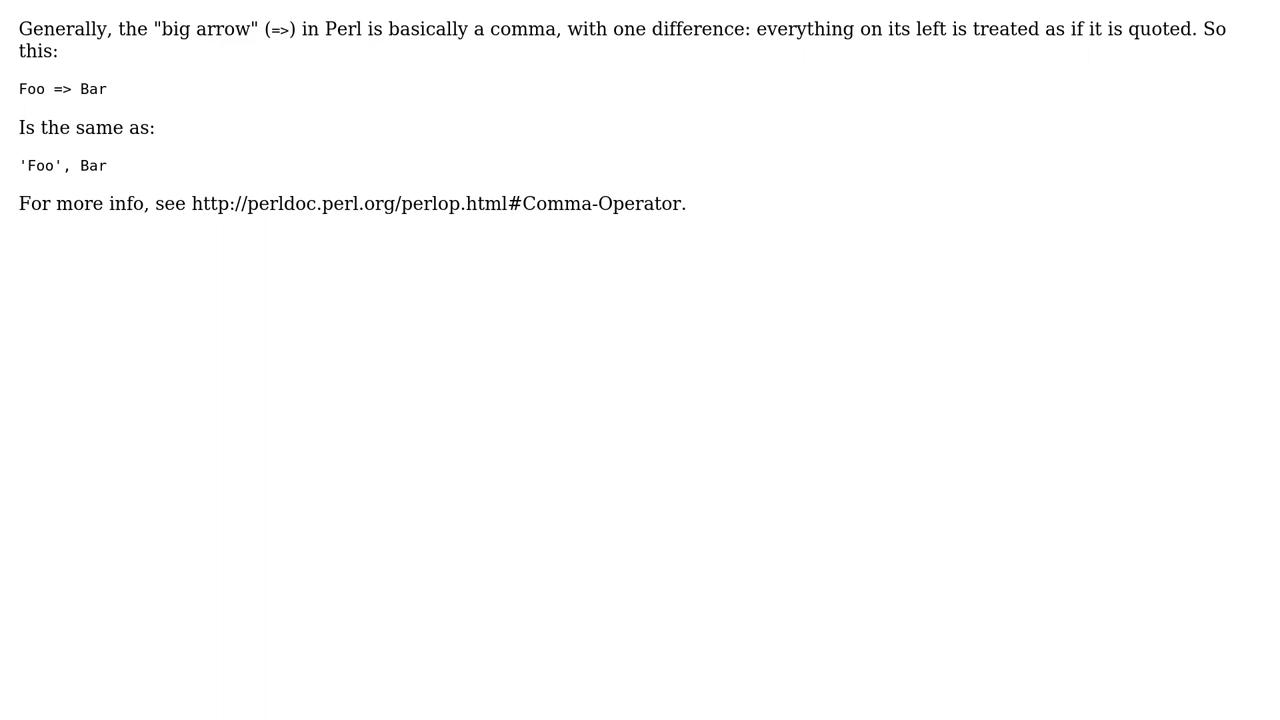 Generally, the "big arrow" (=>) in Perl is basically a comma, with one difference: everything on its left is treated as if it is quoted. So
this:
Foo => Bar
Is the same as:
'Foo', Bar
For more info, see http://perldoc.perl.org/perlop.html#Comma-Operator.